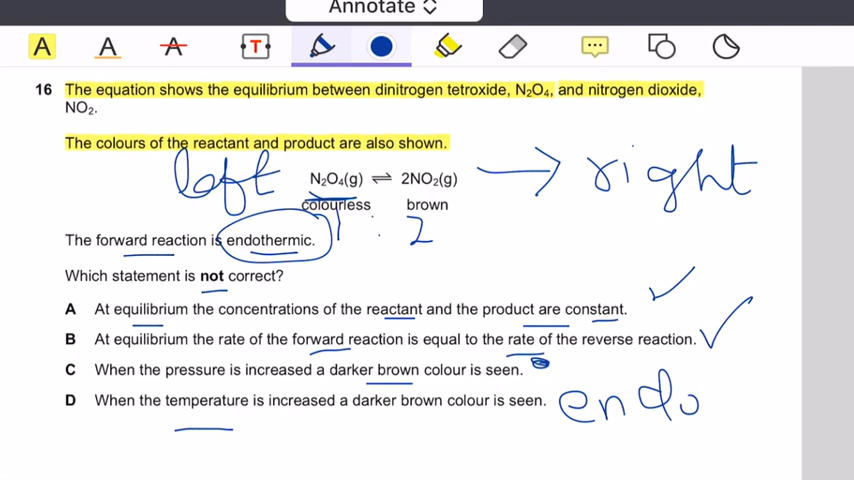 Annotate
A A A T
16 The equation shows the equilibrium between dinitrogen tetroxide, N₂O₄, and nitrogen dioxide,
NO₂.
The colours of the reactant and product are also shown.
left N₂O₄(g) ⇌ 2NO₂(g) → right
colourless brown
1 : 2
The forward reaction is endothermic.
Which statement is not correct?
A At equilibrium the concentrations of the reactant and the product are constant. ✓
B At equilibrium the rate of the forward reaction is equal to the rate of the reverse reaction. ✓
C When the pressure is increased a darker brown colour is seen.
D When the temperature is increased a darker brown colour is seen. endo